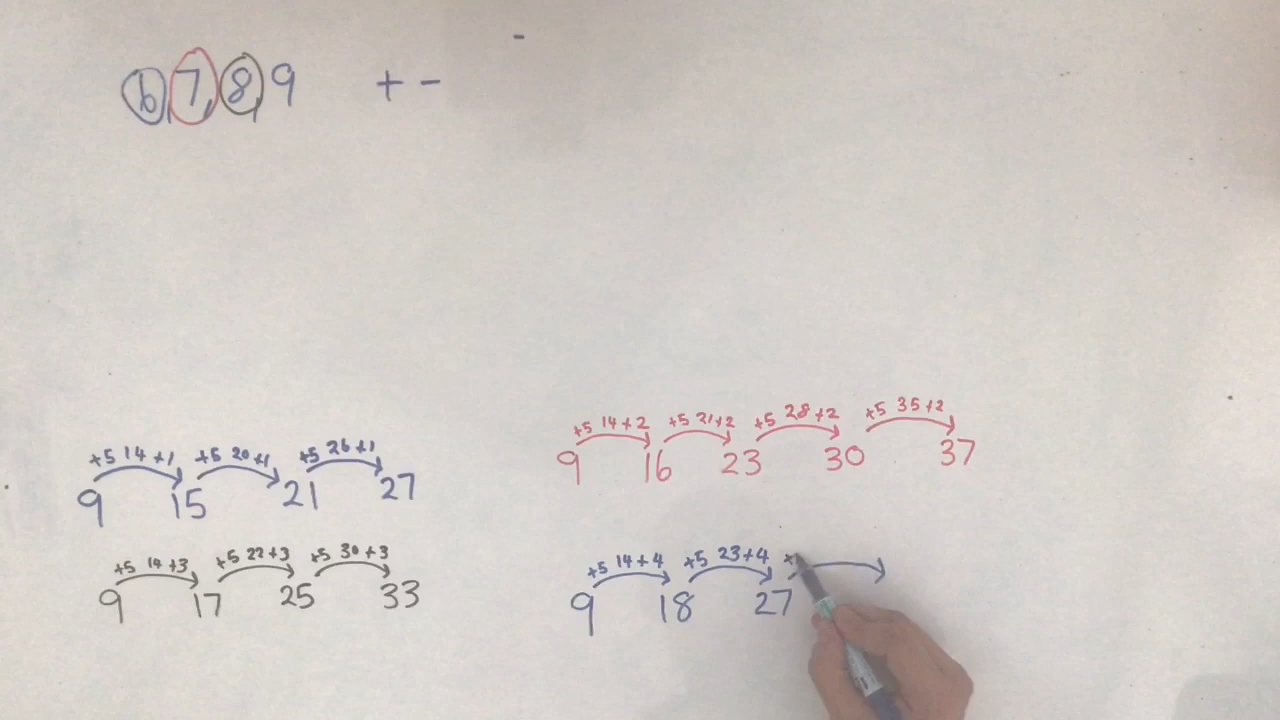 6, 7, 8, 9 + -
+5 14 +2 +5 21+2 +5 28 +2 +5 35 +2
9 16 23 30 37
+5 14 +1 +5 20 +1 +5 26 +1
9 15 21 27
+5 14 +3 +5 22 +3 +5 30 +3
9 17 25 33
+5 14 + 4 +5 23 + 4 +
9 18 27